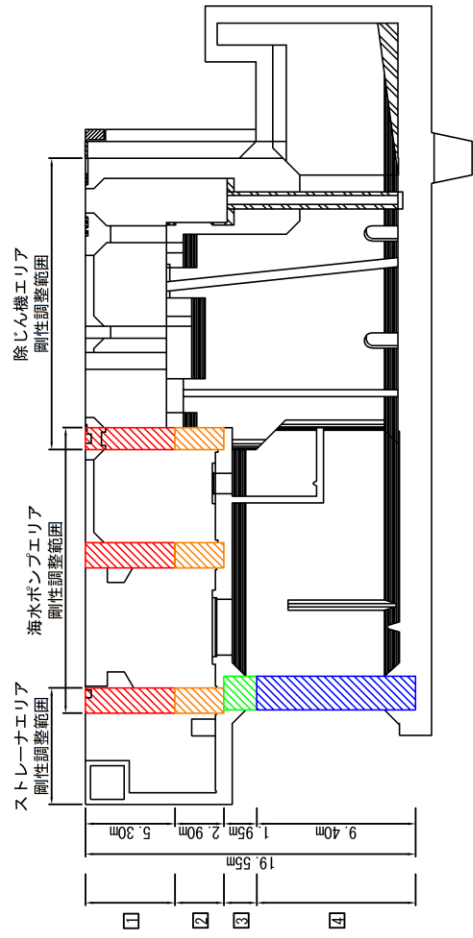 除じん機エリア
剛性調整範囲
海水ポンプエリア
剛性調整範囲
ストレーナエリア
剛性調整範囲
5.30m
2.90m
1.95m
9.40m
19.55m
1
2
3
4